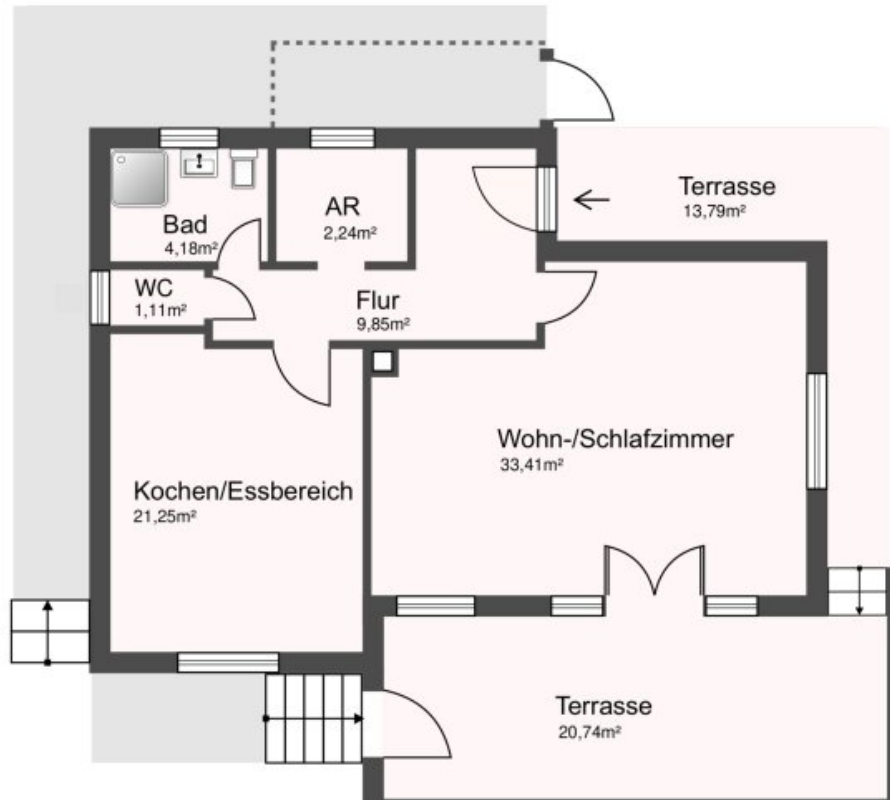 Terrasse
13,79m²
AR
2,24m²
Bad
4,18m²
WC
1,11m²
Flur
9,85m²
Wohn-/Schlafzimmer
33,41m²
Kochen/Essbereich
21,25m²
Terrasse
20,74m²